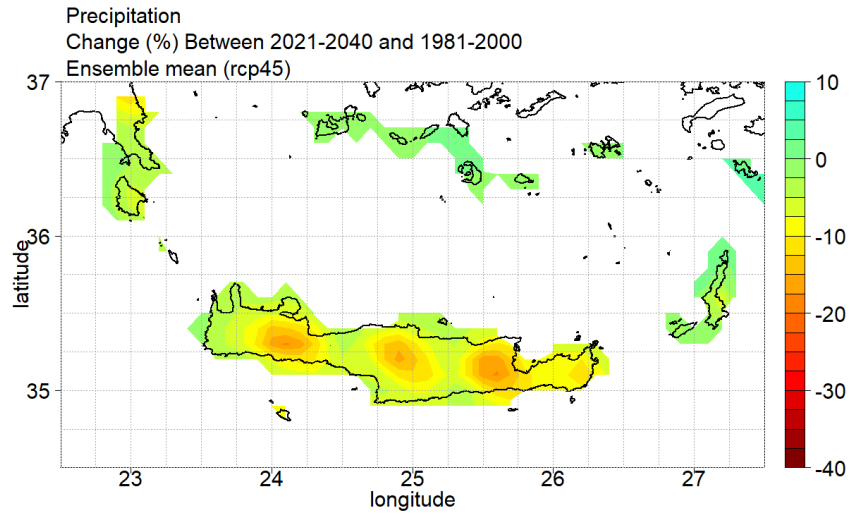 Precipitation
Change (%) Between 2021-2040 and 1981-2000
Ensemble mean (rcp45)
37
36
35
latitude
23
24
25
26
27
longitude
10
0
-10
-20
-30
-40